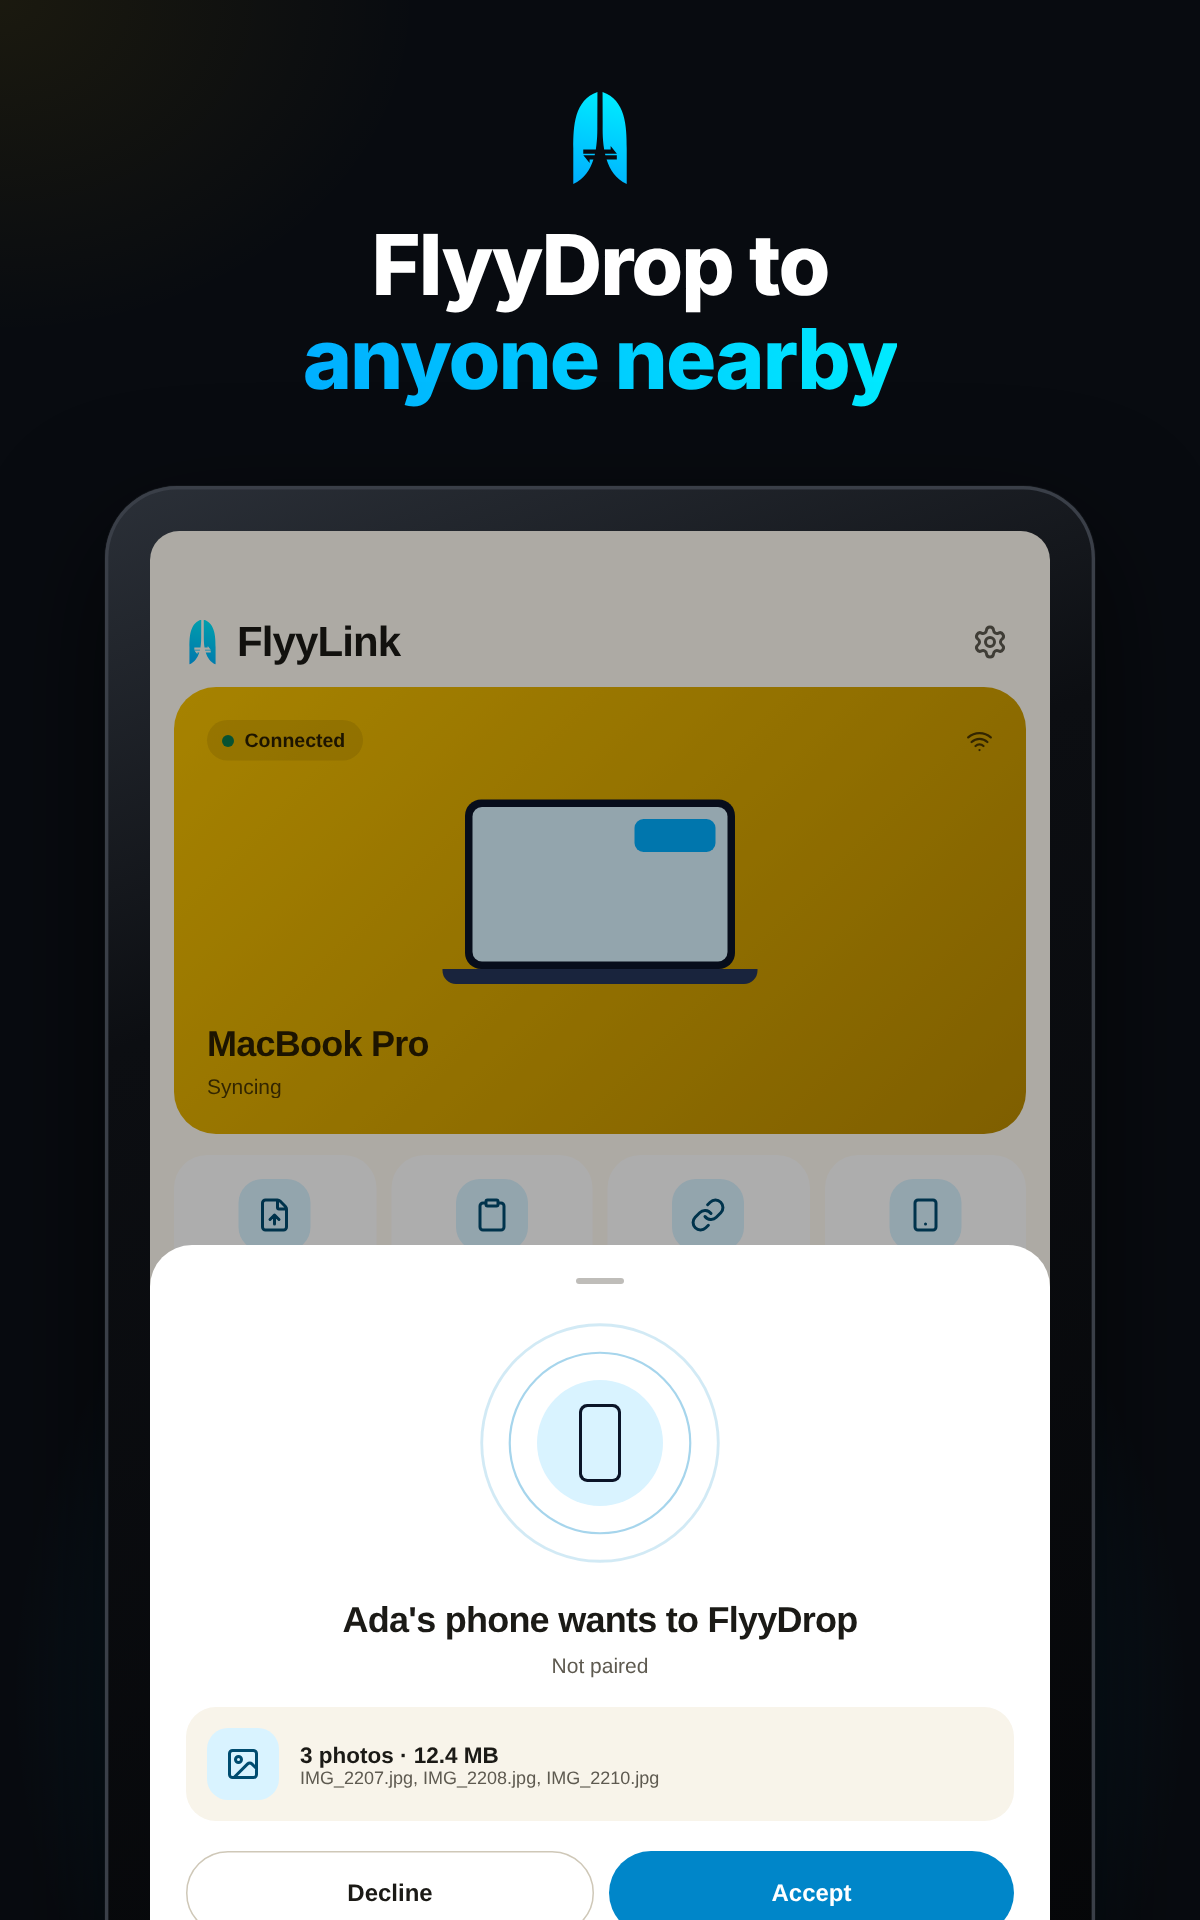 FlyyDrop to
anyone nearby
FlyyLink
Connected
MacBook Pro
Syncing
Ada's phone wants to FlyyDrop
Not paired
3 photos · 12.4 MB
IMG_2207.jpg, IMG_2208.jpg, IMG_2210.jpg
Decline
Accept